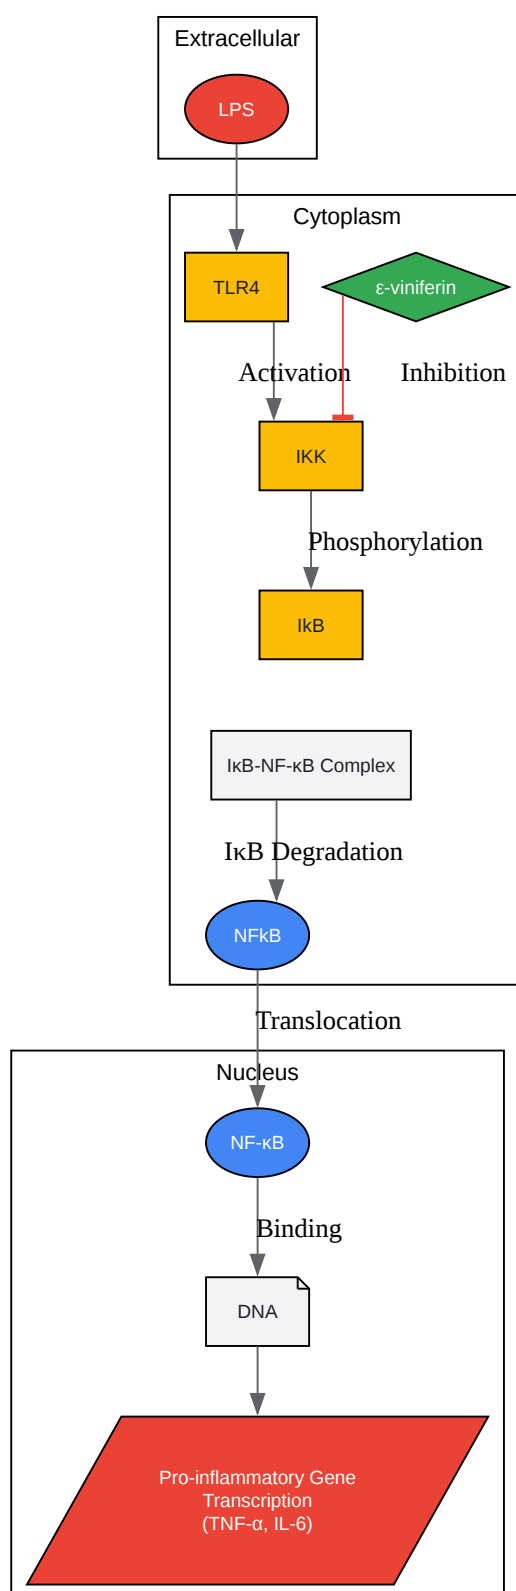 Extracellular
LPS
Cytoplasm
TLR4
ε-viniferin
Activation
Inhibition
IKK
Phosphorylation
IkB
IκB-NF-κB Complex
IκB Degradation
NFkB
Translocation
Nucleus
NF-κB
Binding
DNA
Pro-inflammatory Gene
Transcription
(TNF-α, IL-6)